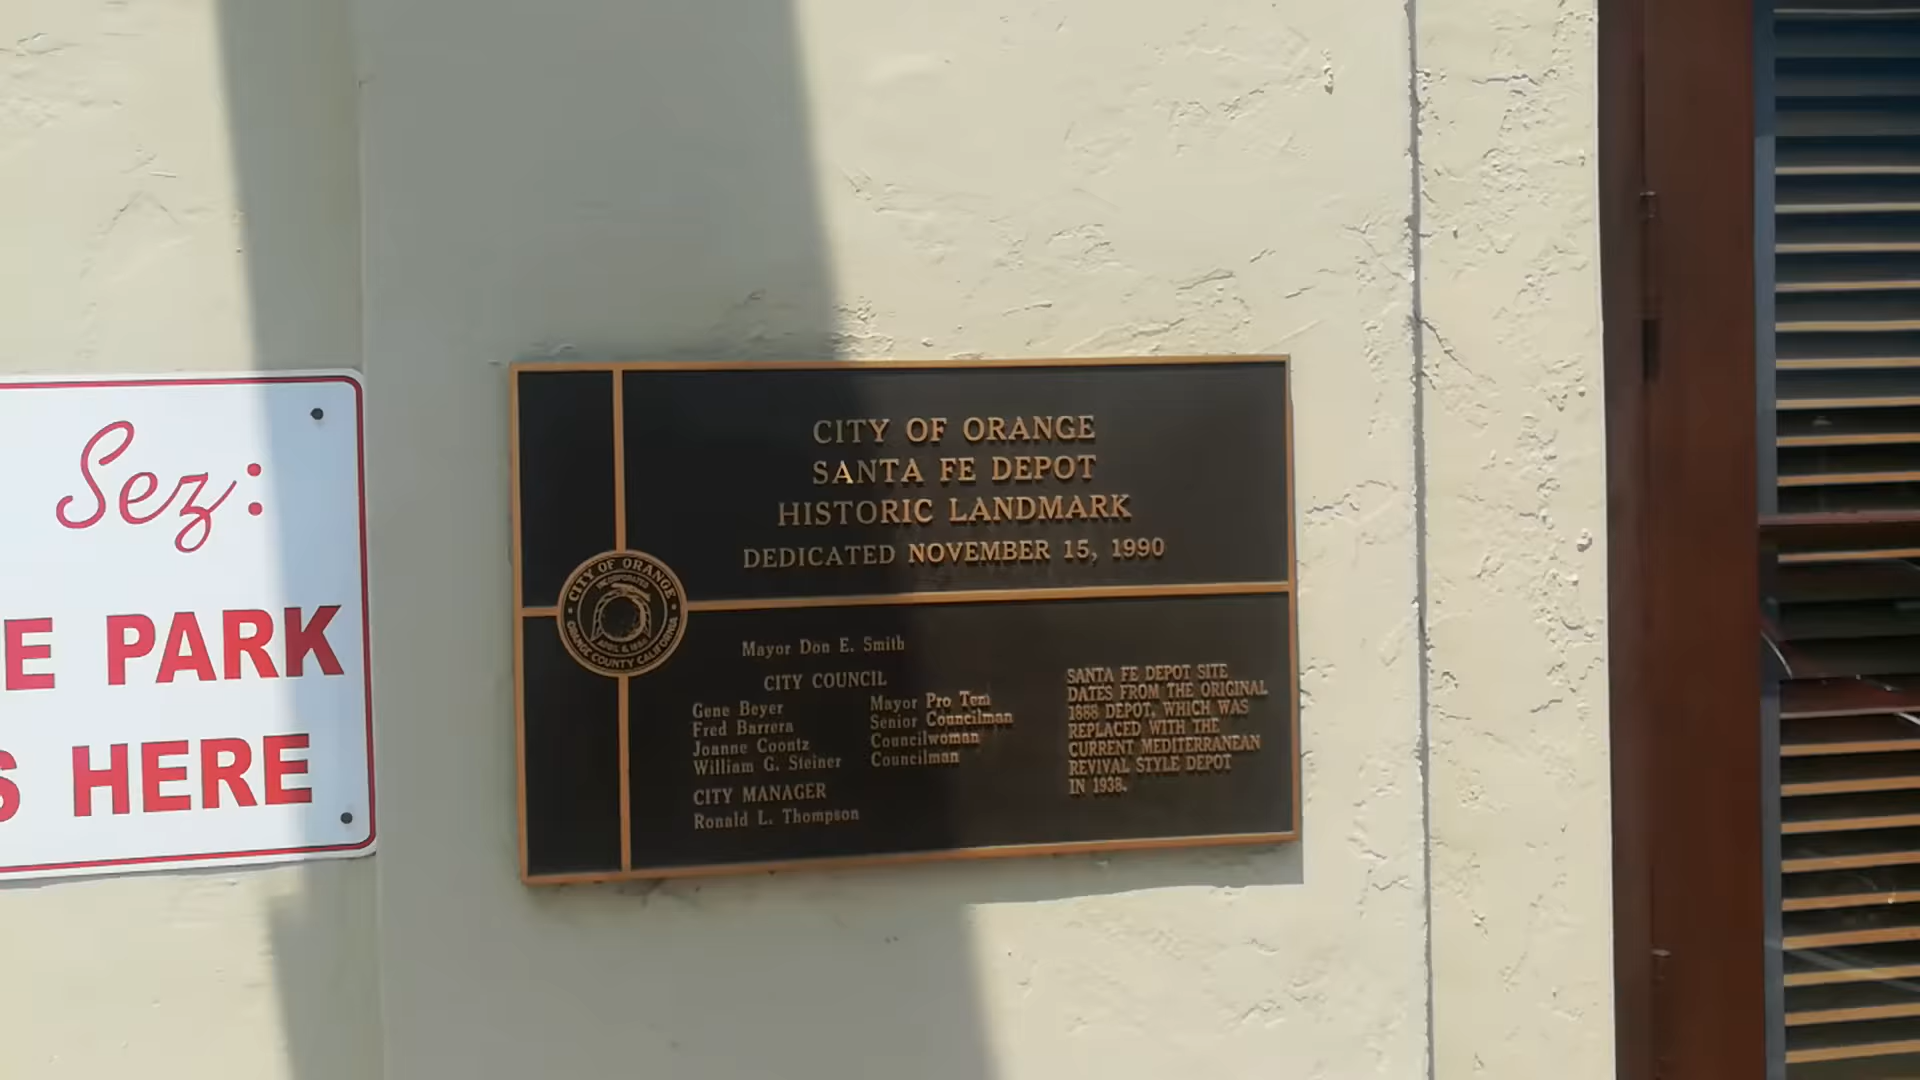 Sez:
E PARK
S HERE
CITY OF ORANGE
SANTA FE DEPOT
HISTORIC LANDMARK
DEDICATED NOVEMBER 15, 1990
CITY OF ORANGE
INCORPORATED
APRIL 6, 1888
ORANGE COUNTY CALIFORNIA
Mayor Don E. Smith
CITY COUNCIL
Gene Beyer Mayor Pro Tem
Fred Barrera Senior Councilman
Joanne Coontz Councilwoman
William G. Steiner Councilman
CITY MANAGER
Ronald L. Thompson
SANTA FE DEPOT SITE
DATES FROM THE ORIGINAL
1888 DEPOT, WHICH WAS
REPLACED WITH THE
CURRENT MEDITERRANEAN
REVIVAL STYLE DEPOT
IN 1938.